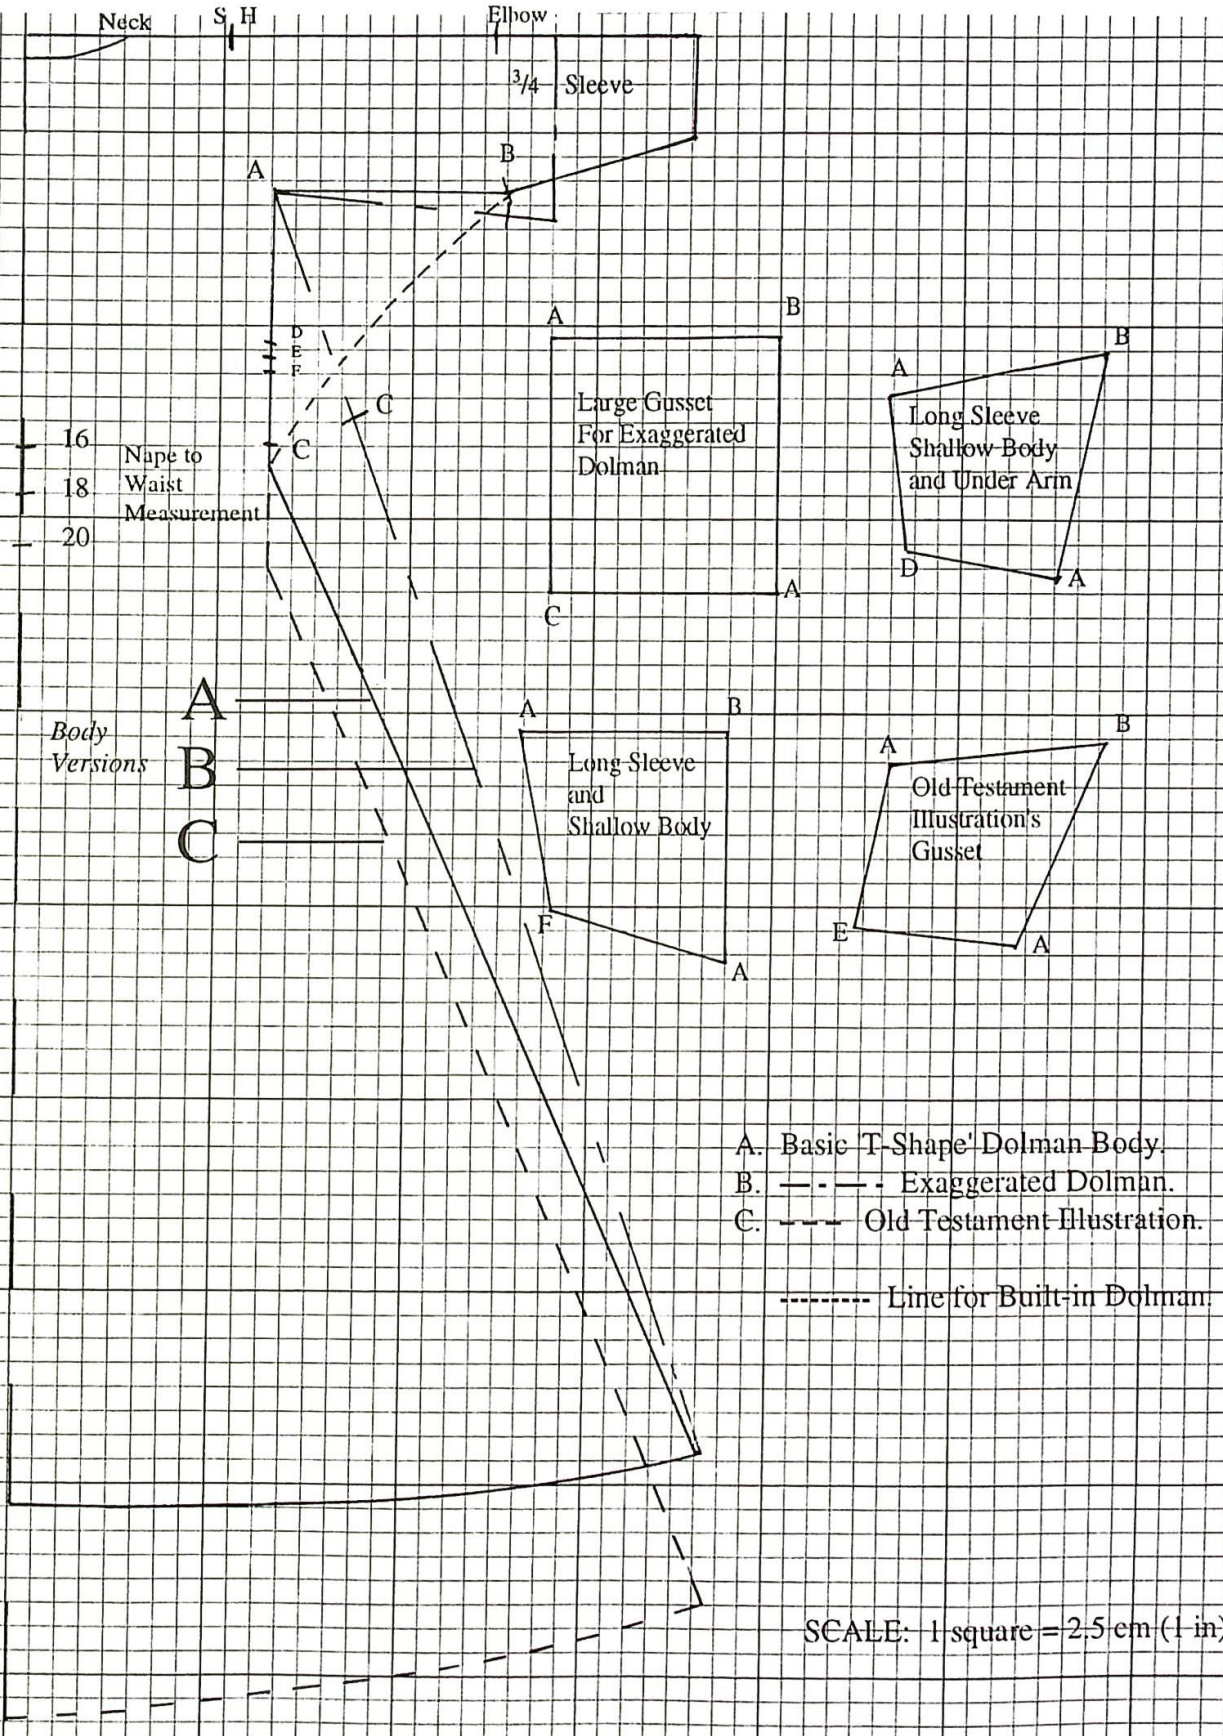 Neck
S H
Elbow
3/4 Sleeve
A
B
D
E
F
C
C
16
18
20
Nape to
Waist
Measurement
A
B
Large Gusset
For Exaggerated
Dolman
C
A
A
B
Long Sleeve
Shallow Body
and Under Arm
D
A
Body
Versions
A
B
C
A
B
Long Sleeve
and
Shallow Body
F
A
A
B
Old Testament
Illustration's
Gusset
E
A
A. Basic 'T-Shape' Dolman Body.
B. Exaggerated Dolman.
C. Old Testament Illustration.
Line for Built-in Dolman.
SCALE: 1 square = 2.5 cm (1 in)